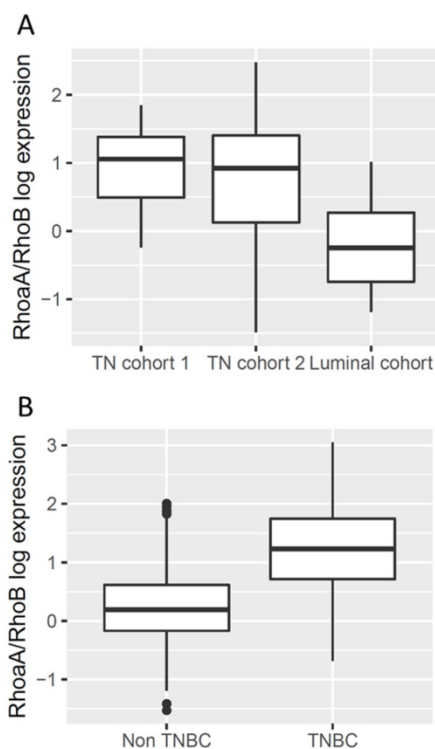 A
RhoaA/RhoB log expression
2
1
0
−1
TN cohort 1 TN cohort 2 Luminal cohort
B
RhoaA/RhoB log expression
3
2
1
0
−1
Non TNBC TNBC